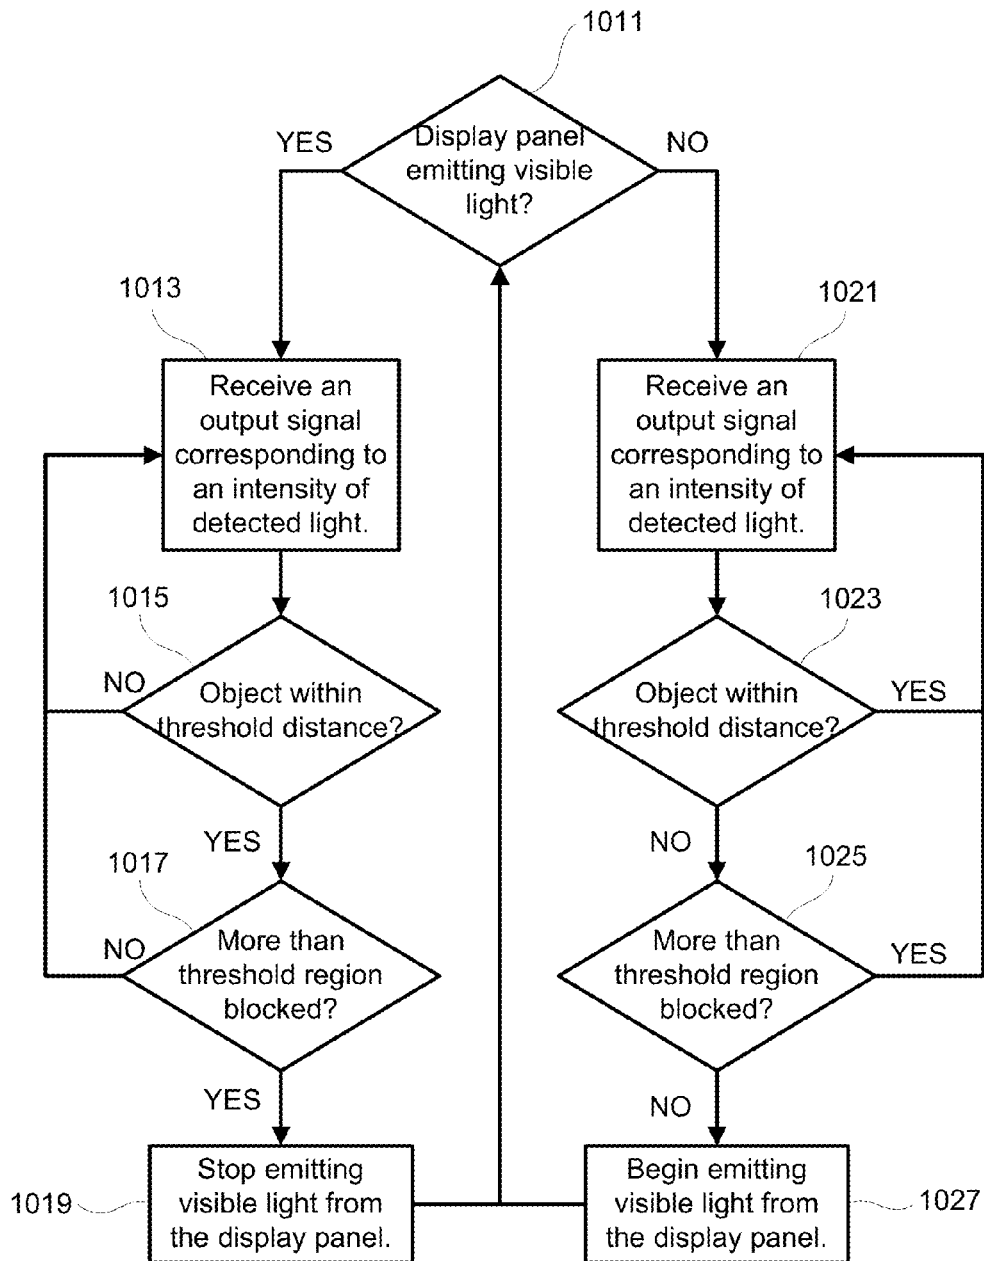 1011
YES
Display panel
emitting visible
light?
NO
1013
Receive an
output signal
corresponding to
an intensity of
detected light.
1021
Receive an
output signal
corresponding to
an intensity of
detected light.
1015
NO
Object within
threshold distance?
YES
1023
Object within
threshold distance?
YES
NO
1017
NO
More than
threshold region
blocked?
YES
1025
More than
threshold region
blocked?
YES
NO
1019
Stop emitting
visible light from
the display panel.
Begin emitting
visible light from
the display panel.
1027